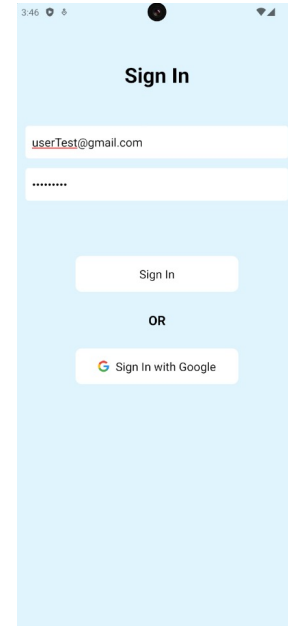 3:46
Sign In
userTest@gmail.com
•••••••••
Sign In
OR
Sign In with Google